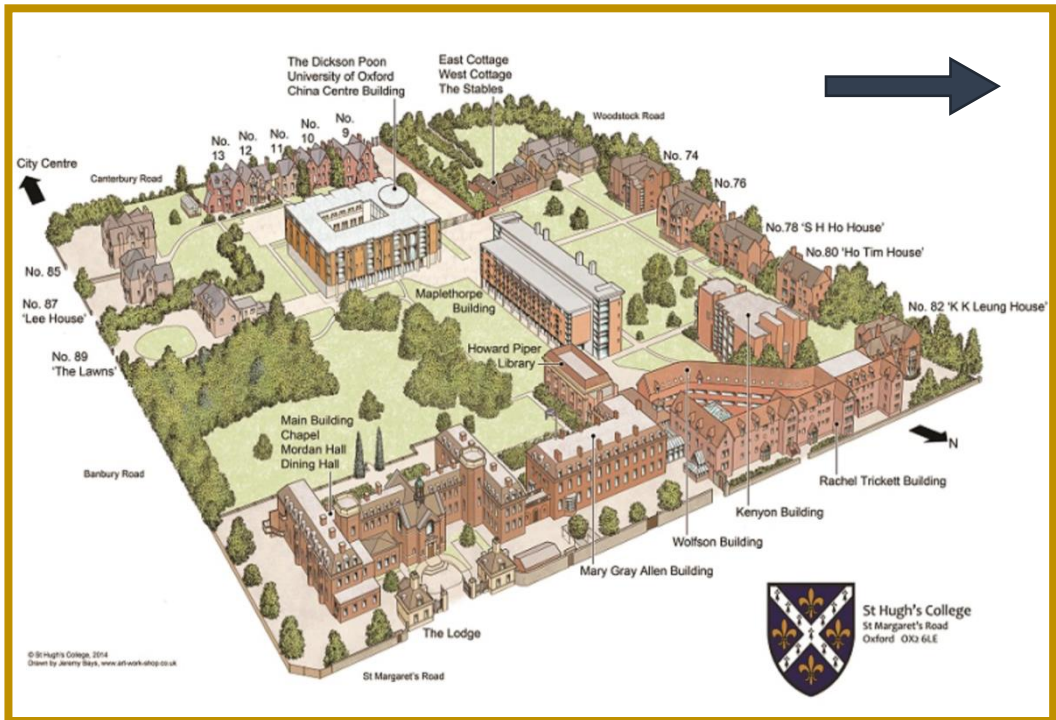 The Dickson Poon
University of Oxford
China Centre Building
East Cottage
West Cottage
The Stables
Woodstock Road
No.
13
No.
12
No.
11
No.
10
No.
9
City Centre
Canterbury Road
No. 74
No.76
No.78 'S H Ho House'
No.80 'Ho Tim House'
No. 82 'K K Leung House'
No. 85
No. 87
'Lee House'
No. 89
'The Lawns'
Maplethorpe
Building
Howard Piper
Library
Main Building
Chapel
Mordan Hall
Dining Hall
Banbury Road
N
Rachel Trickett Building
Kenyon Building
Wolfson Building
Mary Gray Allen Building
The Lodge
St Margaret's Road
St Hugh's College
St Margaret's Road
Oxford OX2 6LE
© St Hugh's College, 2014
Drawn by Jeremy Bays, www.art-work-shop.co.uk